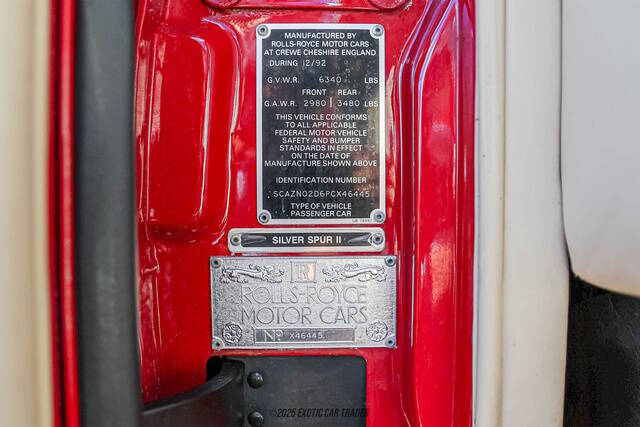 MANUFACTURED BY
ROLLS-ROYCE MOTOR CARS
AT CREWE CHESHIRE ENGLAND
DURING 12/92
G.V.W.R. 6340 LBS
FRONT REAR
G.A.W.R. 2980 3480 LBS
THIS VEHICLE CONFORMS
TO ALL APPLICABLE
FEDERAL MOTOR VEHICLE
SAFETY AND BUMPER
STANDARDS IN EFFECT
ON THE DATE OF
MANUFACTURE SHOWN ABOVE
IDENTIFICATION NUMBER
SCAZN02D6PCX46445
TYPE OF VEHICLE
PASSENGER CAR
SILVER SPUR II
R
ROLLS-ROYCE
MOTOR CARS
No X46445
©2025 EXOTIC CAR TRADER